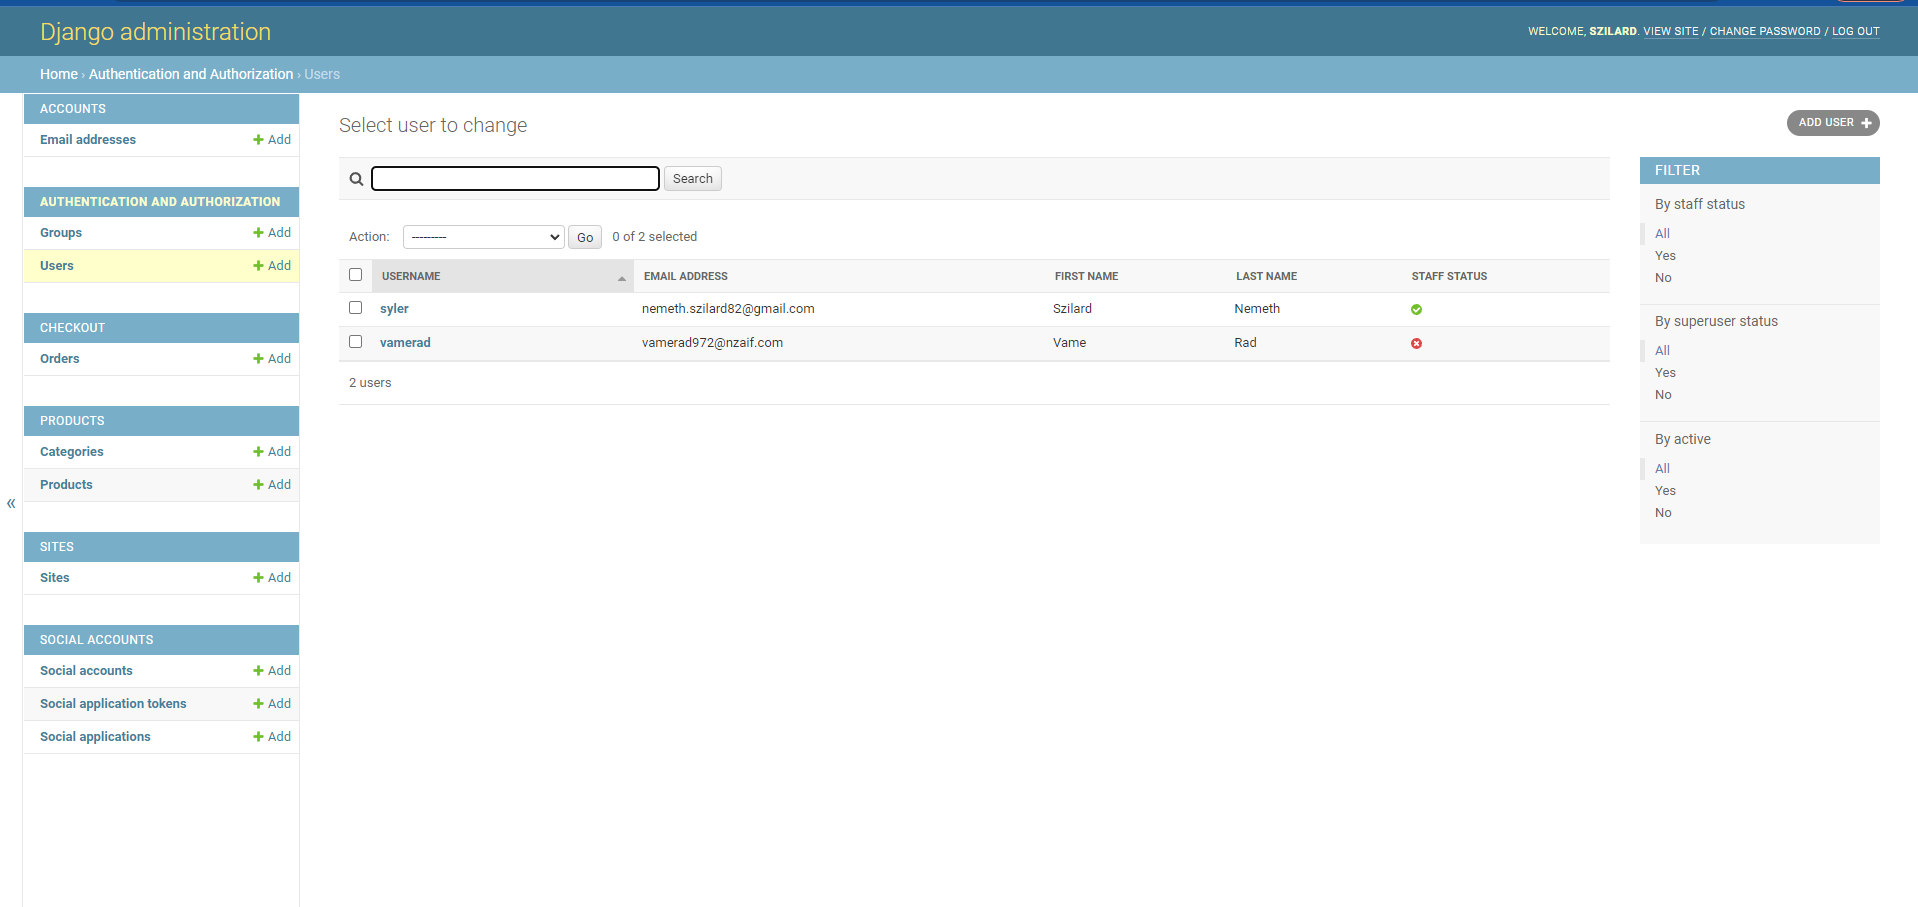 Django administration
WELCOME, SZILARD. VIEW SITE / CHANGE PASSWORD / LOG OUT
Home › Authentication and Authorization › Users
ACCOUNTS
Email addresses
Add
AUTHENTICATION AND AUTHORIZATION
Groups
Add
Users
Add
CHECKOUT
Orders
Add
PRODUCTS
Categories
Add
Products
Add
SITES
Sites
Add
SOCIAL ACCOUNTS
Social accounts
Add
Social application tokens
Add
Social applications
Add
«
Select user to change
ADD USER
Search
Action: --------- Go 0 of 2 selected
USERNAME EMAIL ADDRESS FIRST NAME LAST NAME STAFF STATUS
syler nemeth.szilard82@gmail.com Szilard Nemeth
vamerad vamerad972@nzaif.com Vame Rad
2 users
FILTER
By staff status
All
Yes
No
By superuser status
All
Yes
No
By active
All
Yes
No